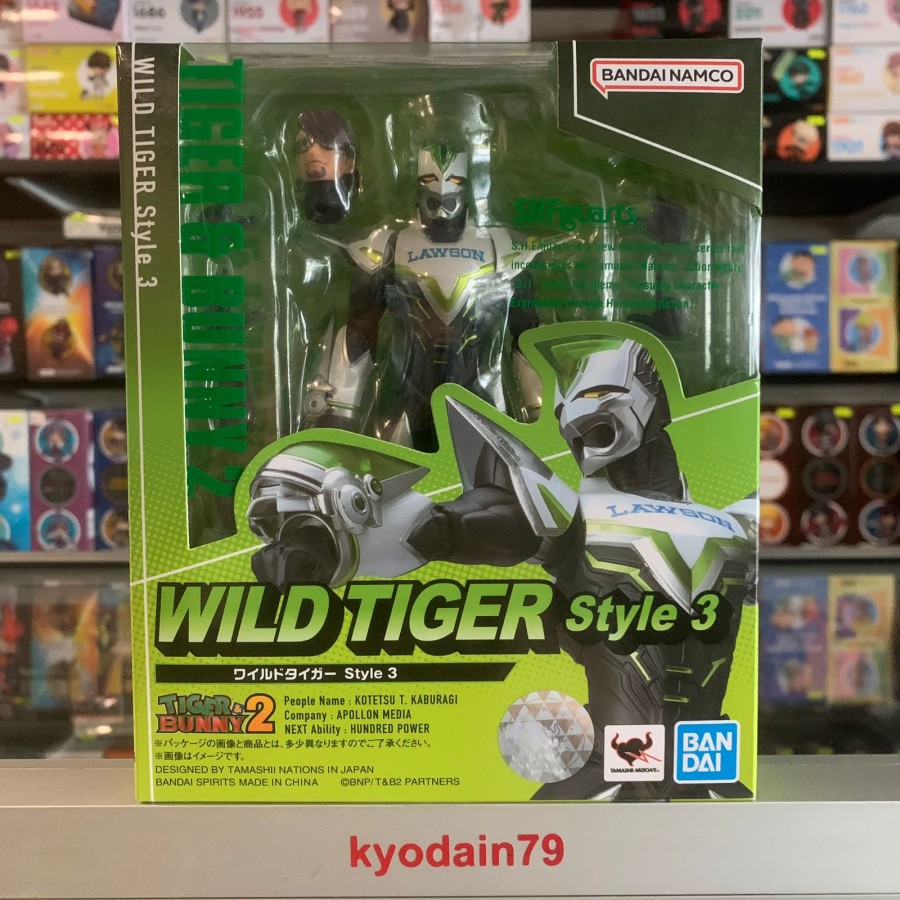 BANDAI NAMCO
WILD TIGER Style 3
TIGER & BUNNY 2
S.H.Figuarts
LAWSON
LAWSON
WILD TIGER Style 3
ワイルドタイガー Style 3
TIGER & BUNNY 2
People Name : KOTETSU T. KABURAGI
Company : APOLLON MEDIA
NEXT Ability : HUNDRED POWER
※パッケージの画像と商品とは、多少異なりますのでご了承ください。
※画像はイメージです。
DESIGNED BY TAMASHII NATIONS IN JAPAN
BANDAI SPIRITS MADE IN CHINA ©BNP/T&B2 PARTNERS
TAMASHII NATIONS
BAN
DAI
kyodain79